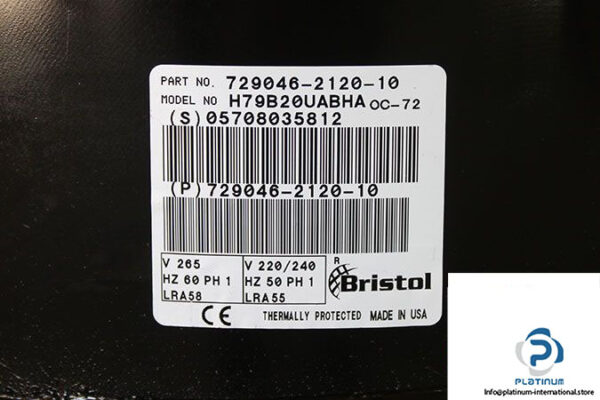 PART NO. 729046-2120-10
MODEL NO H79B20UABHA OC-72
(S)05708035812
(P)729046-2120-10
V 265
HZ 60 PH 1
LRA58
V 220/240
HZ 50 PH 1
LRA55
R
Bristol
CE THERMALLY PROTECTED MADE IN USA
PLATINUM
info@platinum-international.store